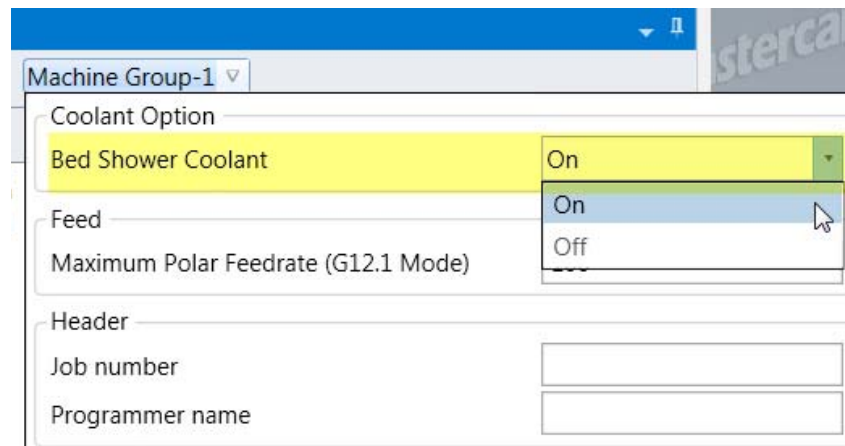 Machine Group-1
Coolant Option
Bed Shower Coolant On
On
Off
Feed
Maximum Polar Feedrate (G12.1 Mode)
Header
Job number
Programmer name